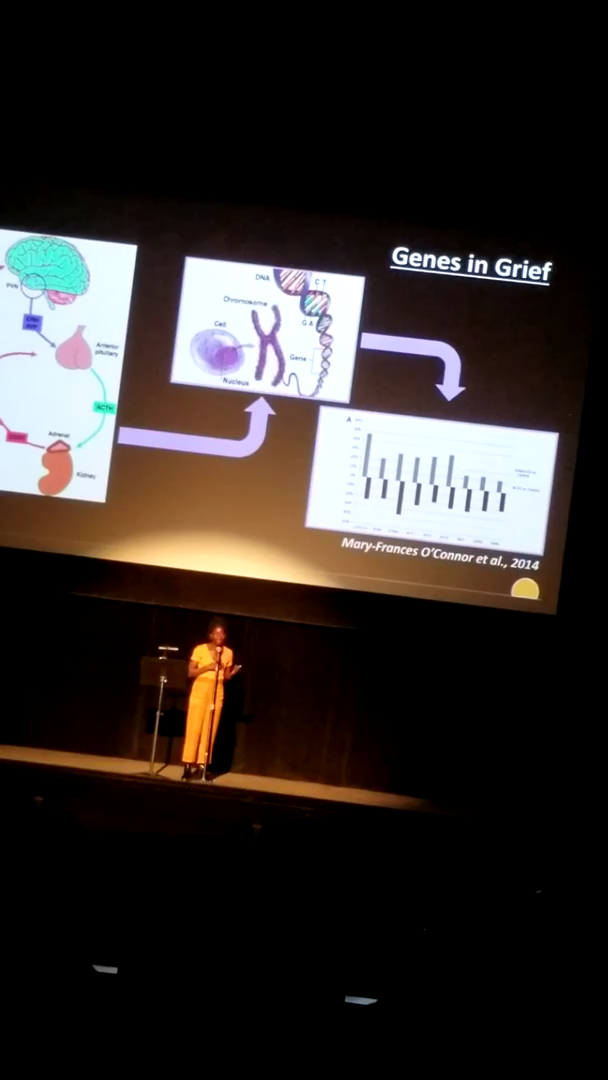 Genes in Grief
PVN
Anterior
pituitary
ACTH
Adrenal
Kidney
DNA
C T
Chromosome
G A
Cell
Gene
Nucleus
A
Mary-Frances O'Connor et al., 2014